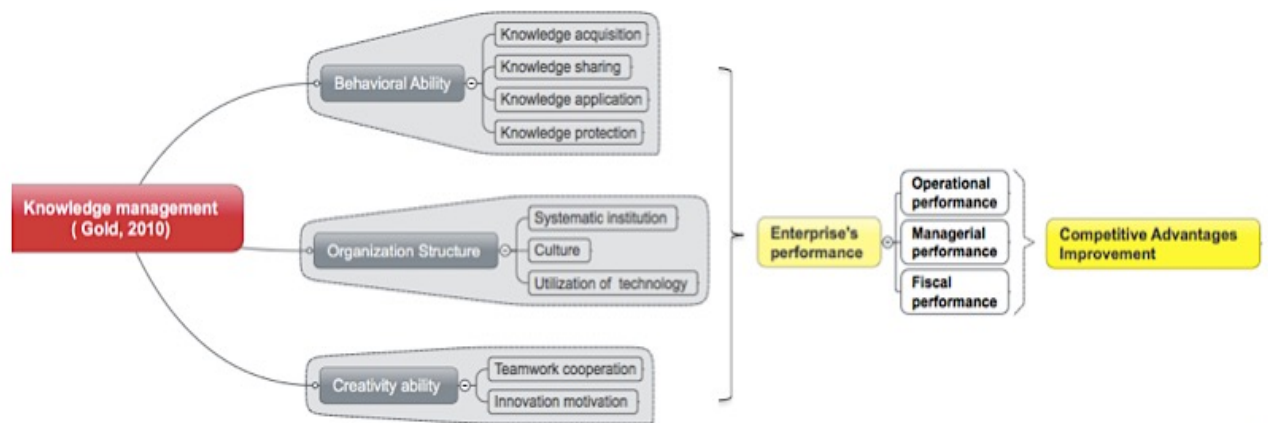 Knowledge management
( Gold, 2010)
Behavioral Ability
Knowledge acquisition
Knowledge sharing
Knowledge application
Knowledge protection
Organization Structure
Systematic institution
Culture
Utilization of technology
Creativity ability
Teamwork cooperation
Innovation motivation
Enterprise's
performance
Operational
performance
Managerial
performance
Fiscal
performance
Competitive Advantages
Improvement